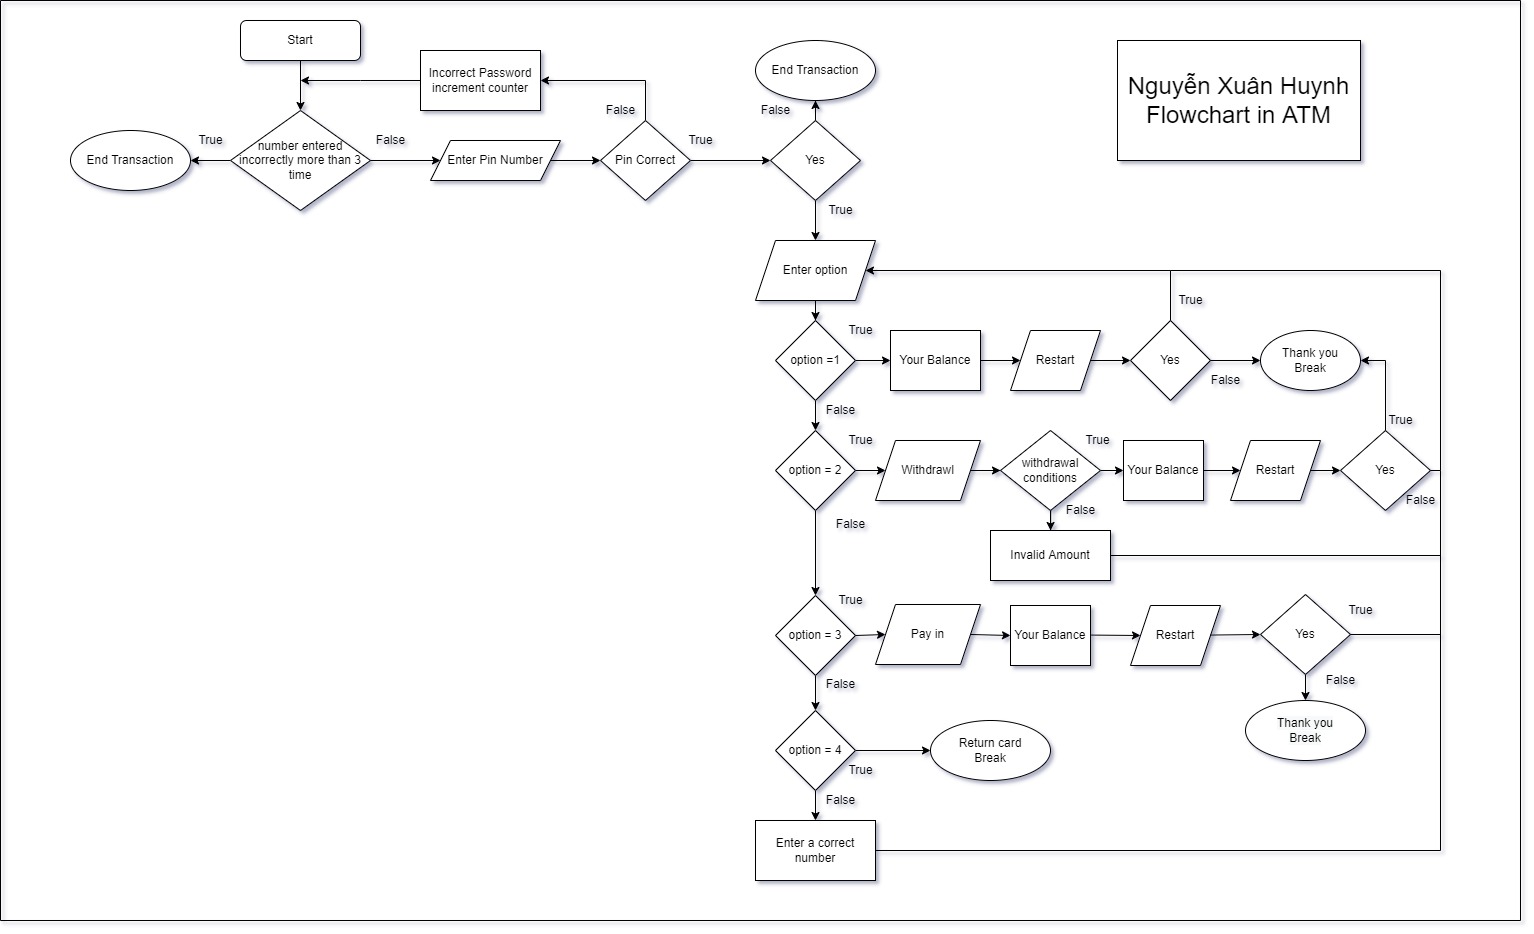 Start
Incorrect Password
increment counter
End Transaction
Nguyễn Xuân Huynh
Flowchart in ATM
False
False
True
number entered
incorrectly more than 3
time
False
True
End Transaction
Enter Pin Number
Pin Correct
Yes
True
Enter option
True
True
option =1
Your Balance
Restart
Yes
Thank you
Break
False
False
True
True
True
option = 2
Withdrawl
withdrawal
conditions
Your Balance
Restart
Yes
False
False
False
Invalid Amount
True
True
option = 3
Pay in
Your Balance
Restart
Yes
False
False
Thank you
Break
option = 4
True
Return card
Break
False
Enter a correct
number